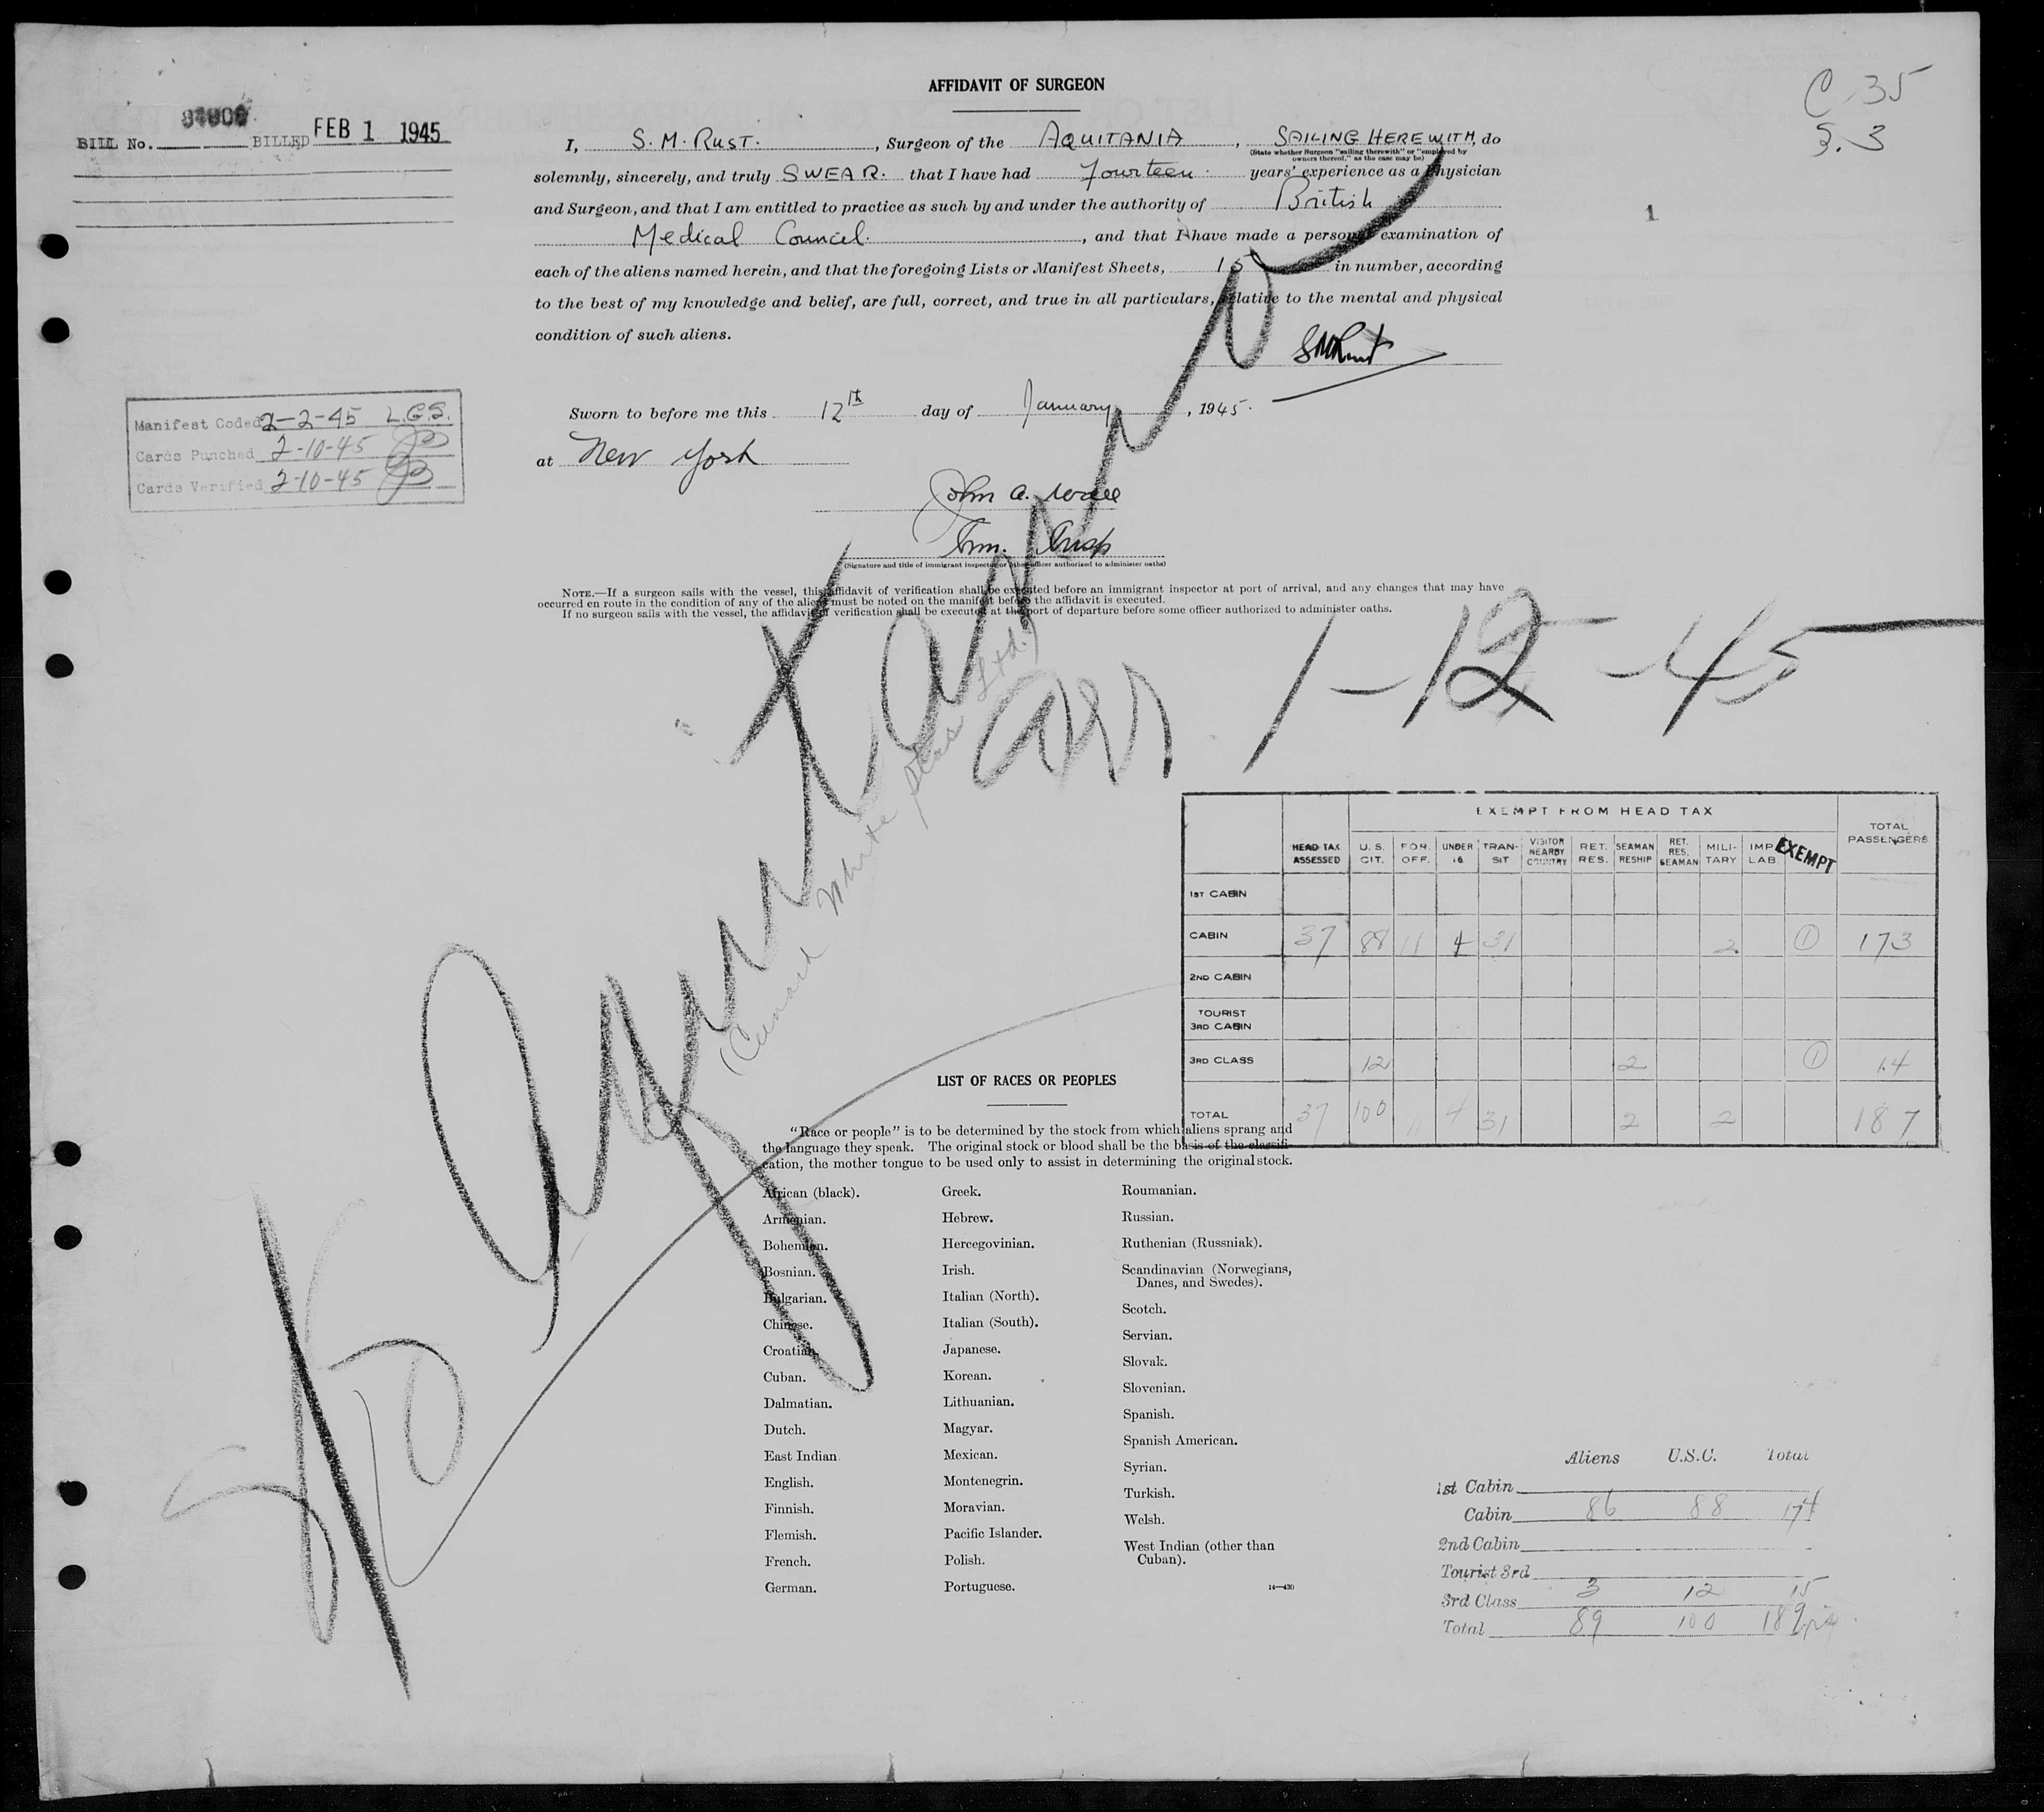 AFFIDAVIT OF SURGEON
C-35
3.3
BILL No. BILLED FEB 1 1945
I, S. M. RUST. , Surgeon of the AQUITANIA , SAILING HEREWITH, do
(State whether Surgeon "sailing therewith" or "employed by
owners thereof," as the case may be)
solemnly, sincerely, and truly SWEAR. that I have had Fourteen years' experience as a physician
and Surgeon, and that I am entitled to practice as such by and under the authority of British
Medical Council. , and that I have made a personal examination of
1
each of the aliens named herein, and that the foregoing Lists or Manifest Sheets, 15 in number, according
to the best of my knowledge and belief, are full, correct, and true in all particulars, relative to the mental and physical
condition of such aliens.
SMRust
Sworn to before me this 12th day of January , 1945.
at New York
John A.
Imm. Insp
(Signature and title of immigrant inspector or other officer authorized to administer oaths)
Manifest Coded 2-2-45 L.G.S.
Cards Punched 2-10-45
Cards Verified 2-10-45
NOTE.—If a surgeon sails with the vessel, this affidavit of verification shall be executed before an immigrant inspector at port of arrival, and any changes that may have
occurred en route in the condition of any of the aliens must be noted on the manifest before the affidavit is executed.
If no surgeon sails with the vessel, the affidavit of verification shall be executed at the port of departure before some officer authorized to administer oaths.
SS Aquitania
(Cunard White Star Ltd.)
arr 1-12-45
EXEMPT FROM HEAD TAX
HEAD TAX ASSESSED U. S. CIT. FOR. OFF. UNDER 16 TRAN- SIT VISITOR NEARBY COUNTRY RET. RES. SEAMAN RESHIP RET. RES. SEAMAN MILI- TARY IMP LAB EXEMPT TOTAL PASSENGERS
1ST CABIN
CABIN 37 88 11 4 31 2 1 173
2ND CABIN
TOURIST
3RD CABIN
3RD CLASS 12 2 1 14
TOTAL 37 100 11 4 31 2 2 187
LIST OF RACES OR PEOPLES
"Race or people" is to be determined by the stock from which aliens sprang and
the language they speak. The original stock or blood shall be the basis of the classifi-
cation, the mother tongue to be used only to assist in determining the original stock.
African (black).
Armenian.
Bohemian.
Bosnian.
Bulgarian.
Chinese.
Croatian.
Cuban.
Dalmatian.
Dutch.
East Indian
English.
Finnish.
Flemish.
French.
German.
Greek.
Hebrew.
Hercegovinian.
Irish.
Italian (North).
Italian (South).
Japanese.
Korean.
Lithuanian.
Magyar.
Mexican.
Montenegrin.
Moravian.
Pacific Islander.
Polish.
Portuguese.
Roumanian.
Russian.
Ruthenian (Russniak).
Scandinavian (Norwegians,
Danes, and Swedes).
Scotch.
Servian.
Slovak.
Slovenian.
Spanish.
Spanish American.
Syrian.
Turkish.
Welsh.
West Indian (other than
Cuban).
14—430
Aliens U.S.C. Total
1st Cabin
Cabin 86 88 174
2nd Cabin
Tourist 3rd
3rd Class 3 12 15
Total 89 100 189